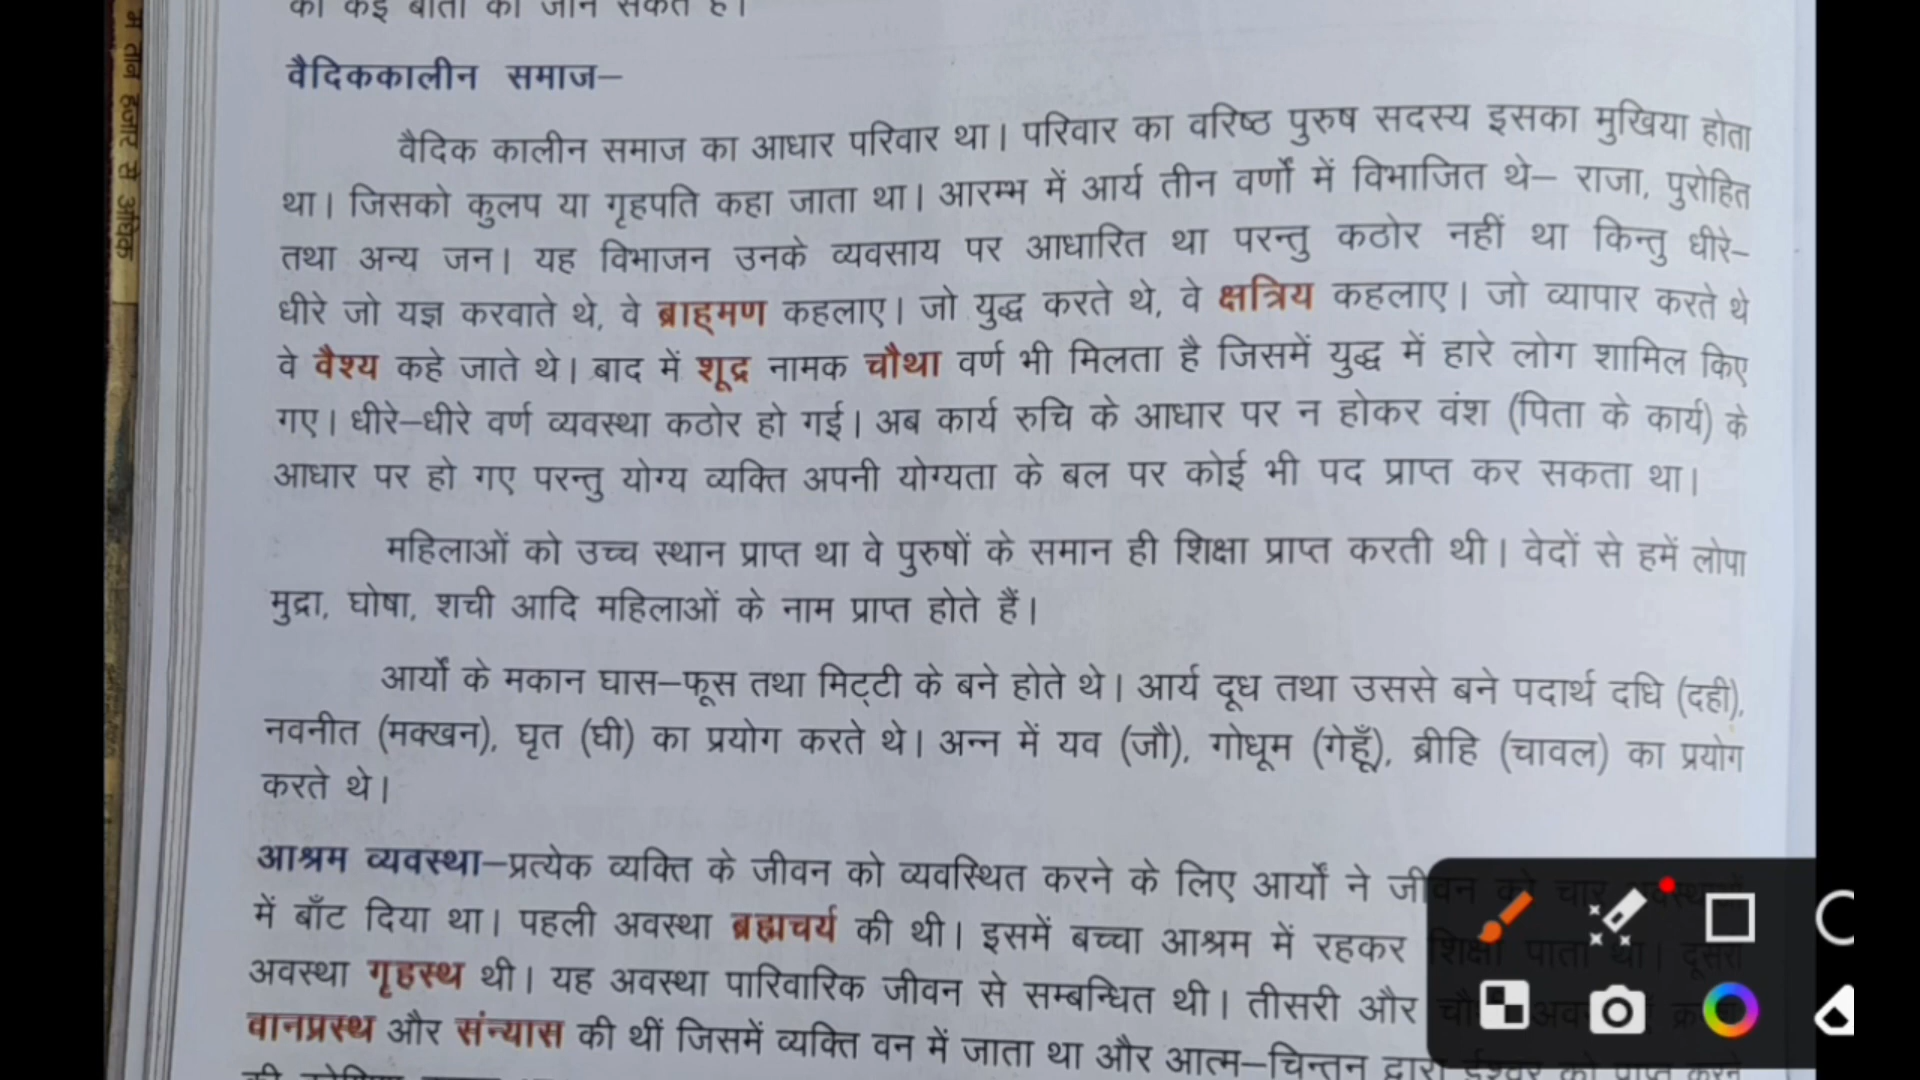 वैदिककालीन समाज–
वैदिक कालीन समाज का आधार परिवार था। परिवार का वरिष्ठ पुरुष सदस्य इसका मुखिया होता
था। जिसको कुलप या गृहपति कहा जाता था। आरम्भ में आर्य तीन वर्णों में विभाजित थे– राजा, पुरोहित
तथा अन्य जन। यह विभाजन उनके व्यवसाय पर आधारित था परन्तु कठोर नहीं था किन्तु धीरे–
धीरे जो यज्ञ करवाते थे, वे ब्राह्मण कहलाए। जो युद्ध करते थे, वे क्षत्रिय कहलाए। जो व्यापार करते थे
वे वैश्य कहे जाते थे। बाद में शूद्र नामक चौथा वर्ण भी मिलता है जिसमें युद्ध में हारे लोग शामिल किए
गए। धीरे–धीरे वर्ण व्यवस्था कठोर हो गई। अब कार्य रुचि के आधार पर न होकर वंश (पिता के कार्य) के
आधार पर हो गए परन्तु योग्य व्यक्ति अपनी योग्यता के बल पर कोई भी पद प्राप्त कर सकता था।
महिलाओं को उच्च स्थान प्राप्त था वे पुरुषों के समान ही शिक्षा प्राप्त करती थी। वेदों से हमें लोपा
मुद्रा, घोषा, शची आदि महिलाओं के नाम प्राप्त होते हैं।
आर्यों के मकान घास–फूस तथा मिट्टी के बने होते थे। आर्य दूध तथा उससे बने पदार्थ दधि (दही),
नवनीत (मक्खन), घृत (घी) का प्रयोग करते थे। अन्न में यव (जौ), गोधूम (गेहूँ), ब्रीहि (चावल) का प्रयोग
करते थे।
आश्रम व्यवस्था–प्रत्येक व्यक्ति के जीवन को व्यवस्थित करने के लिए आर्यों ने जीवन को चार
में बाँट दिया था। पहली अवस्था ब्रह्मचर्य की थी। इसमें बच्चा आश्रम में रहकर शिक्षा पाता था। दूसरी
अवस्था गृहस्थ थी। यह अवस्था पारिवारिक जीवन से सम्बन्धित थी। तीसरी और
वानप्रस्थ और संन्यास की थीं जिसमें व्यक्ति वन में जाता था और आत्म–चिन्तन द्वारा ईश्वर को प्राप्त करने
म तीन हजार से अधिक